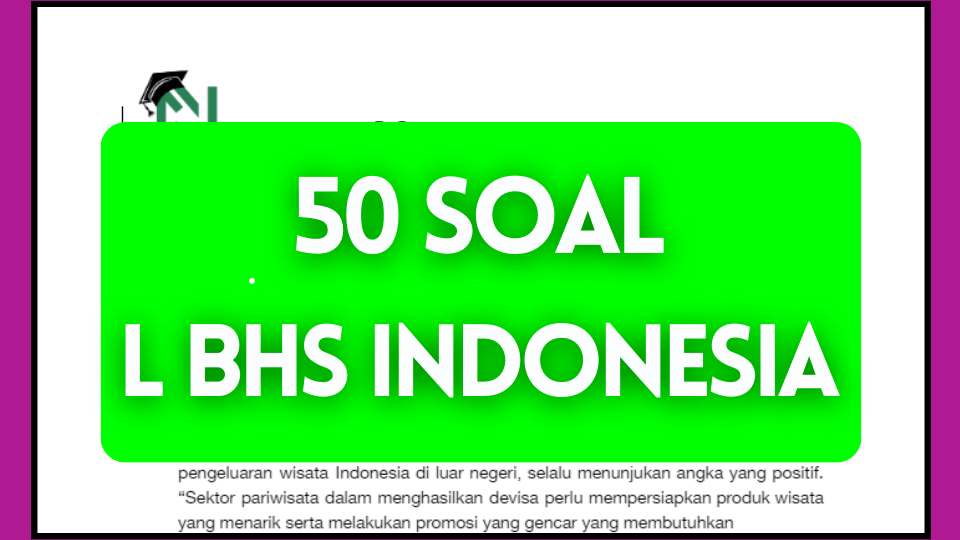 50 SOAL
L BHS INDONESIA
pengeluaran wisata Indonesia di luar negeri, selalu menunjukan angka yang positif.
“Sektor pariwisata dalam menghasilkan devisa perlu mempersiapkan produk wisata
yang menarik serta melakukan promosi yang gencar yang membutuhkan